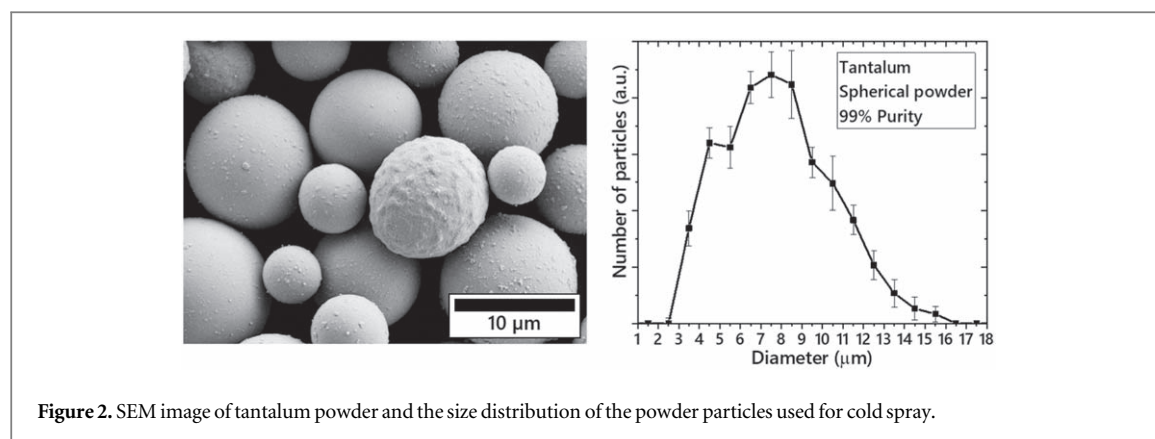 10 µm
Number of particles (a.u.)
Tantalum
Spherical powder
99% Purity
1 2 3 4 5 6 7 8 9 10 11 12 13 14 15 16 17 18
Diameter (µm)
Figure 2. SEM image of tantalum powder and the size distribution of the powder particles used for cold spray.